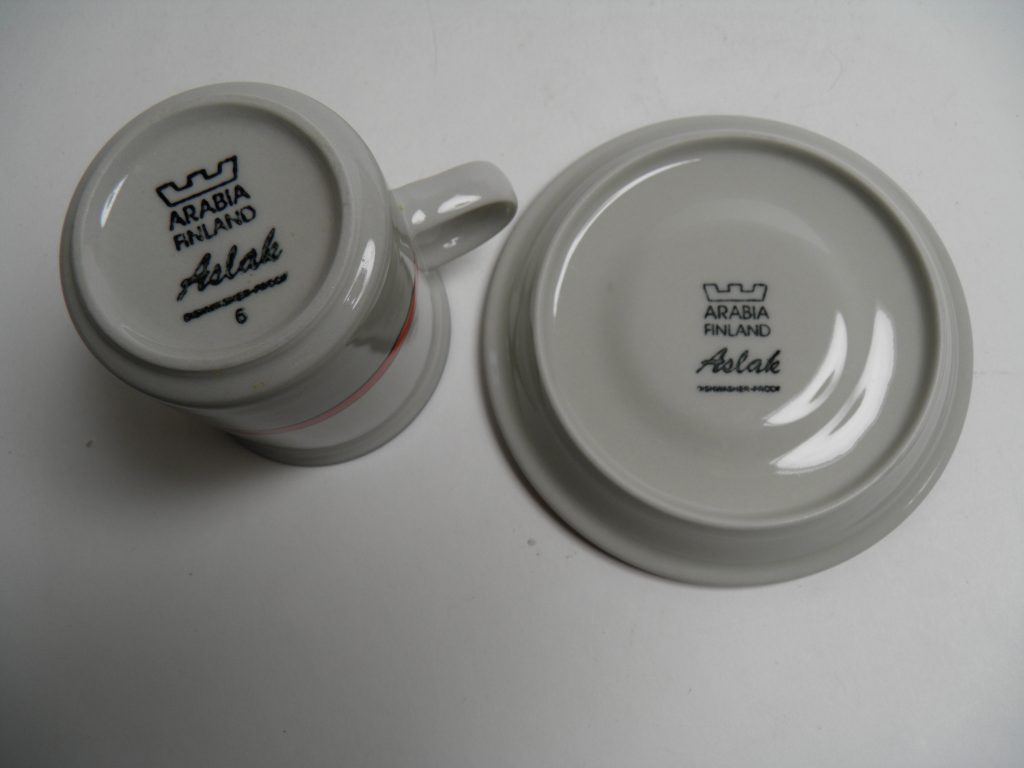 ARABIA
FINLAND
Aslak
DISHWASHER-PROOF
6
ARABIA
FINLAND
Aslak
DISHWASHER-PROOF